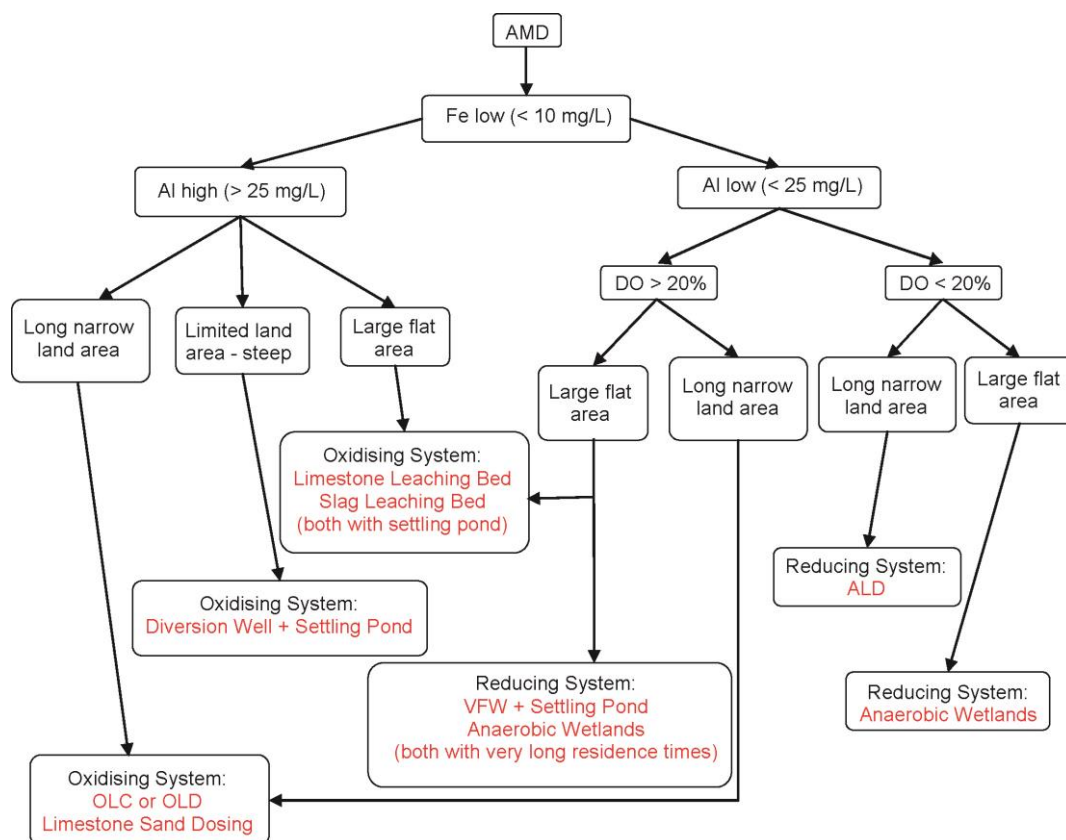 AMD
Fe low (< 10 mg/L)
Al high (> 25 mg/L)
Al low (< 25 mg/L)
DO > 20%
DO < 20%
Long narrow
land area
Limited land
area - steep
Large flat
area
Large flat
area
Long narrow
land area
Long narrow
land area
Large flat
area
Oxidising System:
Limestone Leaching Bed
Slag Leaching Bed
(both with settling pond)
Reducing System:
ALD
Oxidising System:
Diversion Well + Settling Pond
Reducing System:
VFW + Settling Pond
Anaerobic Wetlands
(both with very long residence times)
Reducing System:
Anaerobic Wetlands
Oxidising System:
OLC or OLD
Limestone Sand Dosing